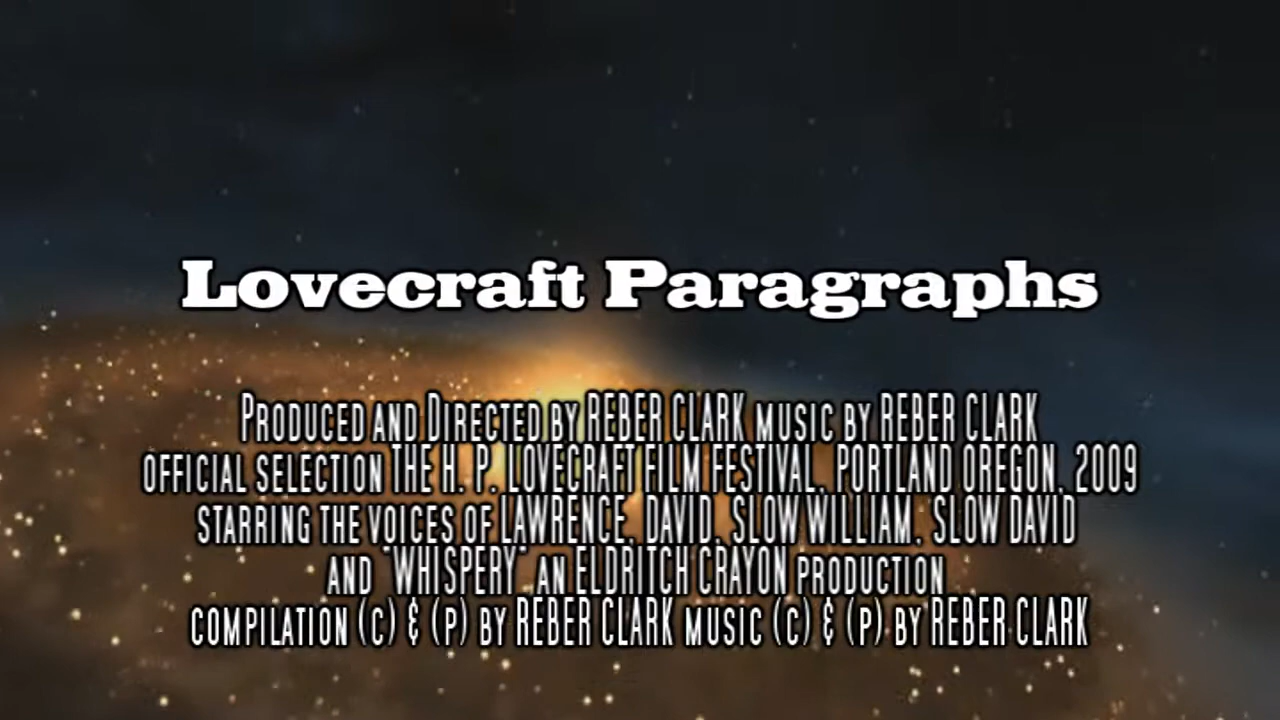 Lovecraft Paragraphs
PRODUCED AND DIRECTED BY REBER CLARK MUSIC BY REBER CLARK
OFFICIAL SELECTION THE H. P. LOVECRAFT FILM FESTIVAL, PORTLAND OREGON, 2009
STARRING THE VOICES OF LAWRENCE, DAVID, SLOW WILLIAM, SLOW DAVID
AND "WHISPERY" AN ELDRITCH CRAYON PRODUCTION
COMPILATION (C) & (P) BY REBER CLARK MUSIC (C) & (P) BY REBER CLARK